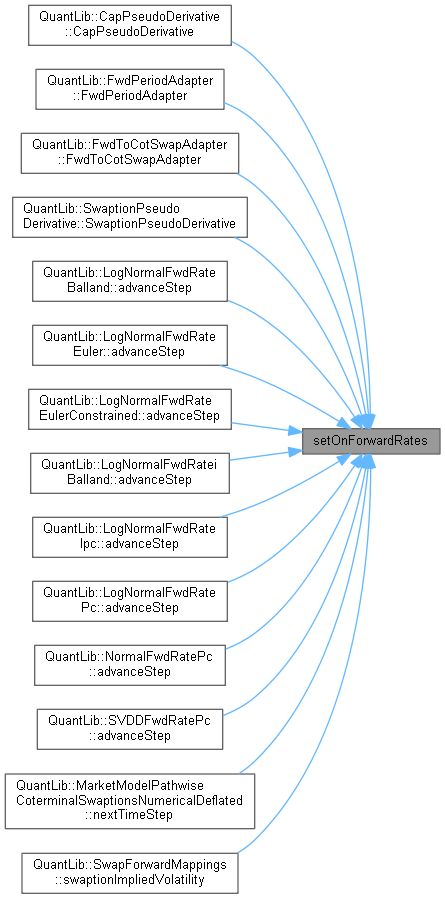 QuantLib::CapPseudoDerivative
::CapPseudoDerivative
QuantLib::FwdPeriodAdapter
::FwdPeriodAdapter
QuantLib::FwdToCotSwapAdapter
::FwdToCotSwapAdapter
QuantLib::SwaptionPseudo
Derivative::SwaptionPseudoDerivative
QuantLib::LogNormalFwdRate
Balland::advanceStep
QuantLib::LogNormalFwdRate
Euler::advanceStep
QuantLib::LogNormalFwdRate
EulerConstrained::advanceStep
setOnForwardRates
QuantLib::LogNormalFwdRatei
Balland::advanceStep
QuantLib::LogNormalFwdRate
Ipc::advanceStep
QuantLib::LogNormalFwdRate
Pc::advanceStep
QuantLib::NormalFwdRatePc
::advanceStep
QuantLib::SVDDFwdRatePc
::advanceStep
QuantLib::MarketModelPathwise
CoterminalSwaptionsNumericalDeflated
::nextTimeStep
QuantLib::SwapForwardMappings
::swaptionImpliedVolatility